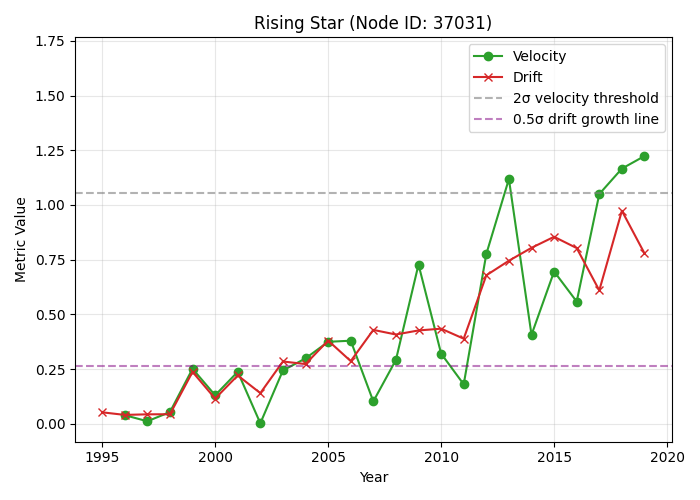 Rising Star (Node ID: 37031)
Velocity
Drift
2σ velocity threshold
0.5σ drift growth line
Metric Value
1.75
1.50
1.25
1.00
0.75
0.50
0.25
0.00
1995
2000
2005
2010
2015
2020
Year